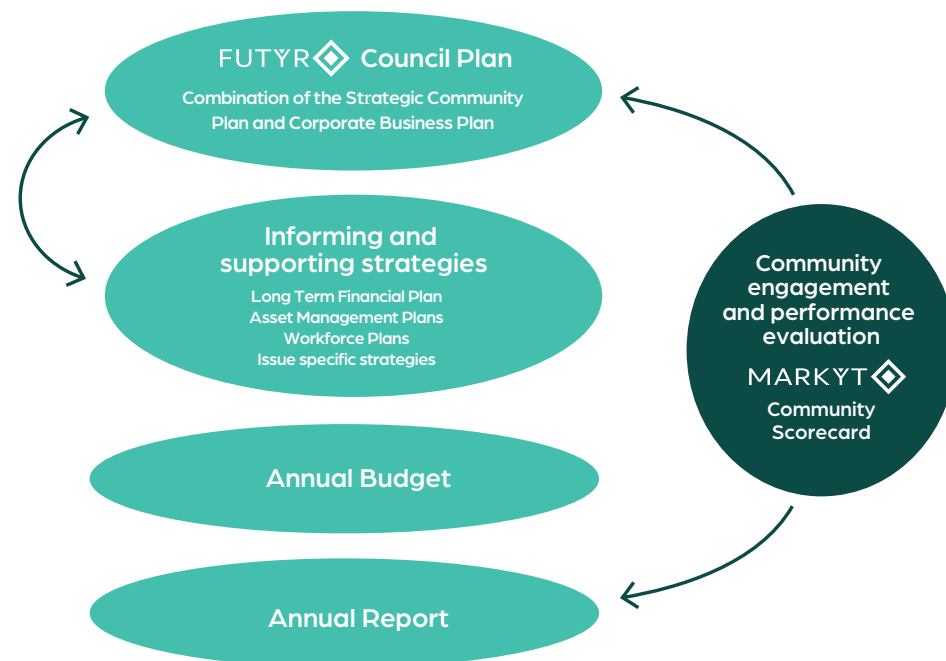 FUTYR Council Plan
Combination of the Strategic Community
Plan and Corporate Business Plan
Informing and
supporting strategies
Long Term Financial Plan
Asset Management Plans
Workforce Plans
Issue specific strategies
Annual Budget
Annual Report
Community
engagement
and performance
evaluation
MARKYT
Community
Scorecard